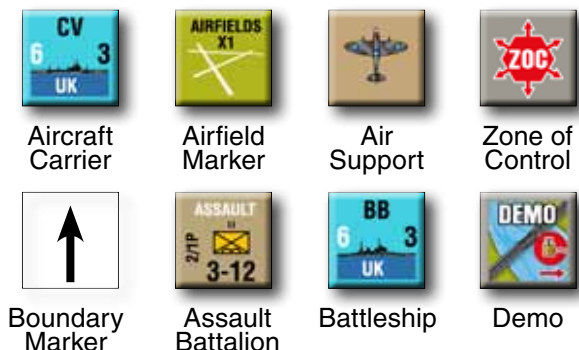 CV
6 3
UK
AIRFIELDS
X1
ZOC
Aircraft
Carrier
Airfield
Marker
Air
Support
Zone of
Control
ASSAULT
II
2/1P
3-12
BB
6 3
UK
DEMO
Boundary
Marker
Assault
Battalion
Battleship
Demo